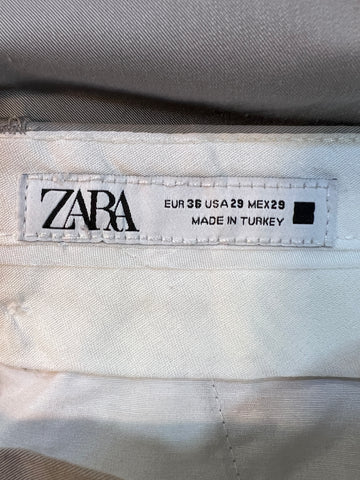 ZARA
EUR 36 USA 29 MEX 29
MADE IN TURKEY